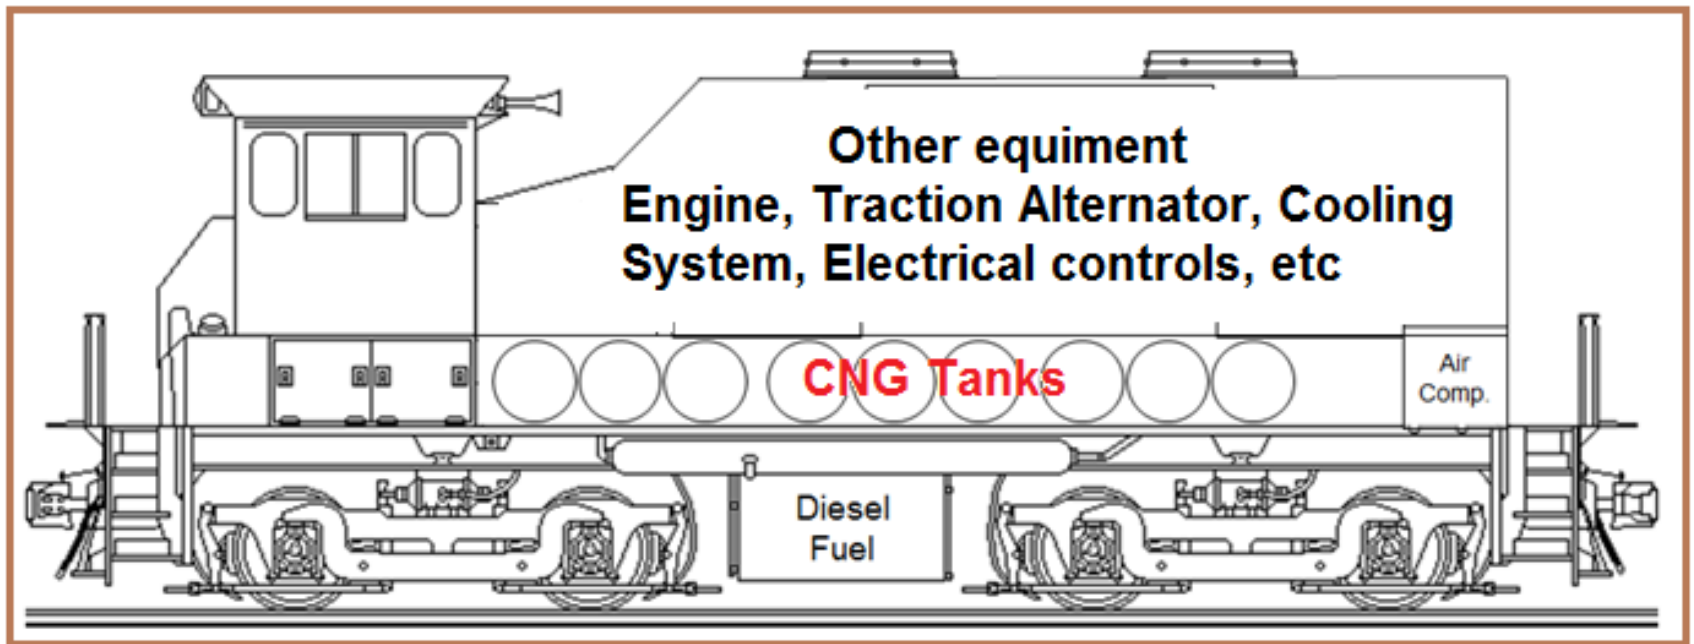 Other equiment
Engine, Traction Alternator, Cooling
System, Electrical controls, etc
CNG Tanks
Air
Comp.
Diesel
Fuel